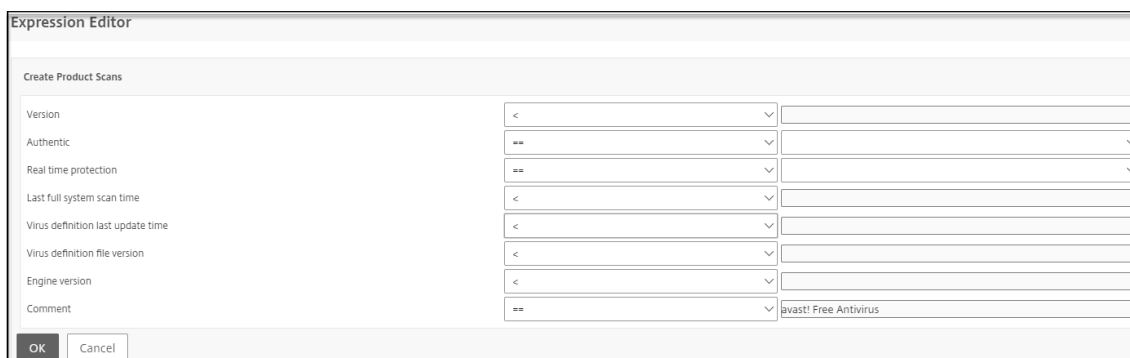 Expression Editor
Create Product Scans
Version <
Authentic ==
Real time protection ==
Last full system scan time <
Virus definition last update time <
Virus definition file version <
Engine version <
Comment == avast! Free Antivirus
OK Cancel